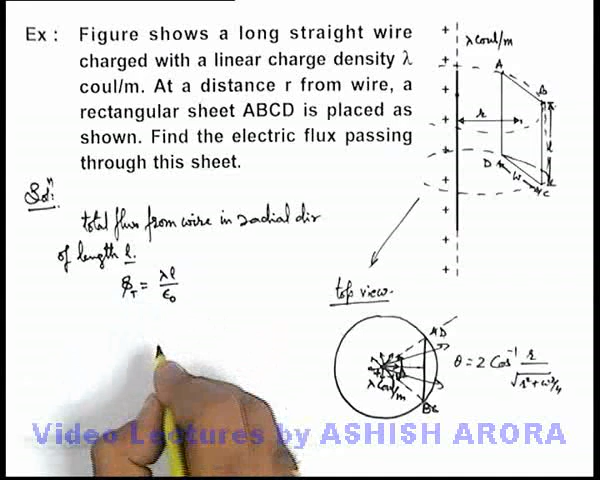 Ex : Figure shows a long straight wire
charged with a linear charge density λ
coul/m. At a distance r from wire, a
rectangular sheet ABCD is placed as
shown. Find the electric flux passing
through this sheet.
λ coul/m
A
B
r
l
D
w
C
Solⁿ:
total flux from wire in radial dir
of length l.
ϕ_T = λl/ε₀
top view.
AD
λ Coul/m
BC
θ = 2 Cos⁻¹ r/√(r²+w²/4)
Video Lectures by ASHISH ARORA